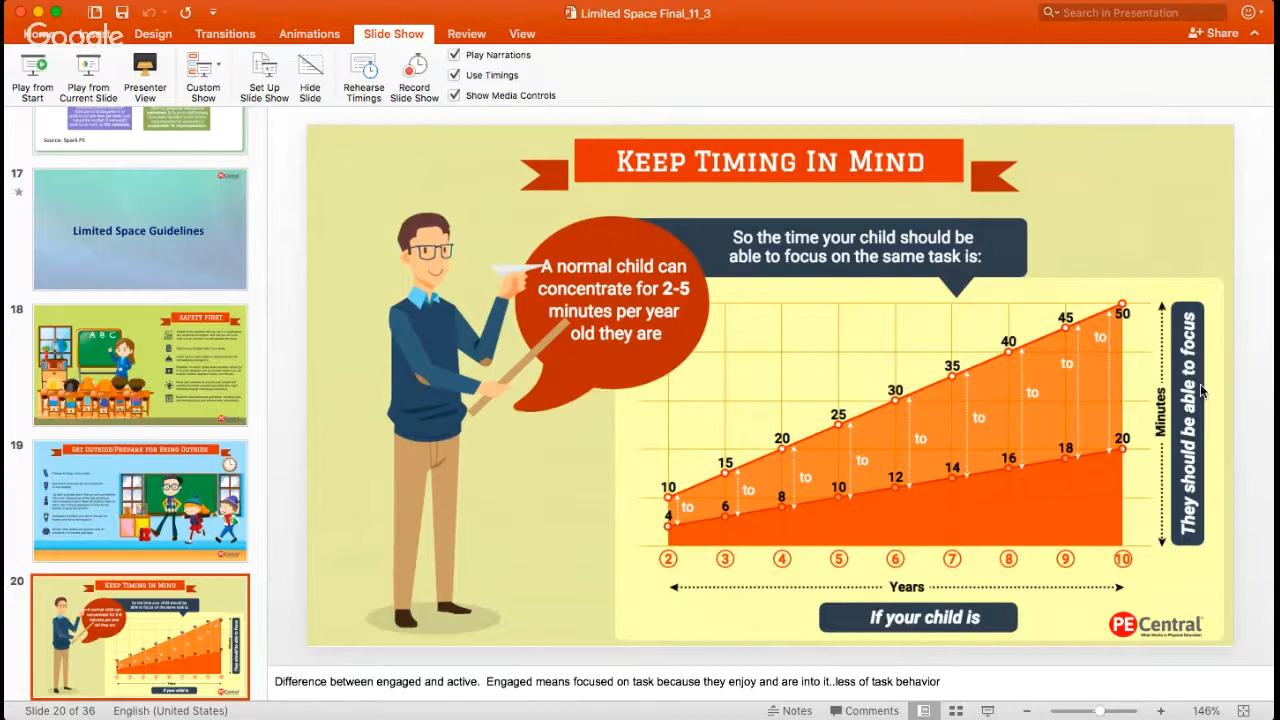 Limited Space Final_11_3
Search in Presentation
Google
Home Insert Design Transitions Animations Slide Show Review View
Share
Play from Start
Play from Current Slide
Presenter View
Custom Show
Set Up Slide Show
Hide Slide
Rehearse Timings
Record Slide Show
Play Narrations
Use Timings
Show Media Controls
Source: Spark PE
17
Limited Space Guidelines
18
SAFETY FIRST
A B C
19
GET OUTSIDE/PREPARE FOR BEING OUTSIDE
20
KEEP TIMING IN MIND
So the time your child should be
able to focus on the same task is:
A normal child can
concentrate for 2-5
minutes per year
old they are
10 15 20 25 30 35 40 45 50
to to to to to to to to to
4 6 8 10 12 14 16 18 20
2 3 4 5 6 7 8 9 10
Years
If your child is
Minutes
They should be able to focus
PE Central
What Works in Physical Education
Difference between engaged and active. Engaged means focused on task because they enjoy and are into it..less of task behavior
Slide 20 of 36 English (United States) Notes Comments 146%